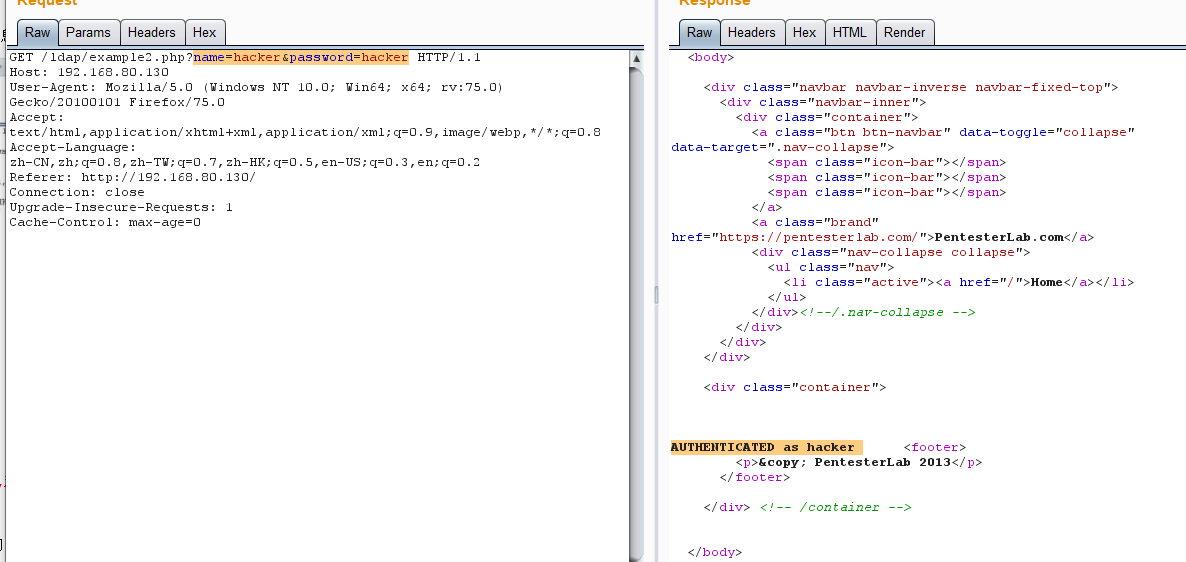 Request
Raw Params Headers Hex
GET /ldap/example2.php?name=hacker&password=hacker HTTP/1.1
Host: 192.168.80.130
User-Agent: Mozilla/5.0 (Windows NT 10.0; Win64; x64; rv:75.0)
Gecko/20100101 Firefox/75.0
Accept:
text/html,application/xhtml+xml,application/xml;q=0.9,image/webp,*/*;q=0.8
Accept-Language:
zh-CN,zh;q=0.8,zh-TW;q=0.7,zh-HK;q=0.5,en-US;q=0.3,en;q=0.2
Referer: http://192.168.80.130/
Connection: close
Upgrade-Insecure-Requests: 1
Cache-Control: max-age=0
Response
Raw Headers Hex HTML Render
<body>
<div class="navbar navbar-inverse navbar-fixed-top">
<div class="navbar-inner">
<div class="container">
<a class="btn btn-navbar" data-toggle="collapse"
data-target=".nav-collapse">
<span class="icon-bar"></span>
<span class="icon-bar"></span>
<span class="icon-bar"></span>
</a>
<a class="brand"
href="https://pentesterlab.com/">PentesterLab.com</a>
<div class="nav-collapse collapse">
<ul class="nav">
<li class="active"><a href="/">Home</a></li>
</ul>
</div><!--/.nav-collapse -->
</div>
</div>
</div>
<div class="container">
AUTHENTICATED as hacker <footer>
<p>&copy; PentesterLab 2013</p>
</footer>
</div> <!-- /container -->
</body>